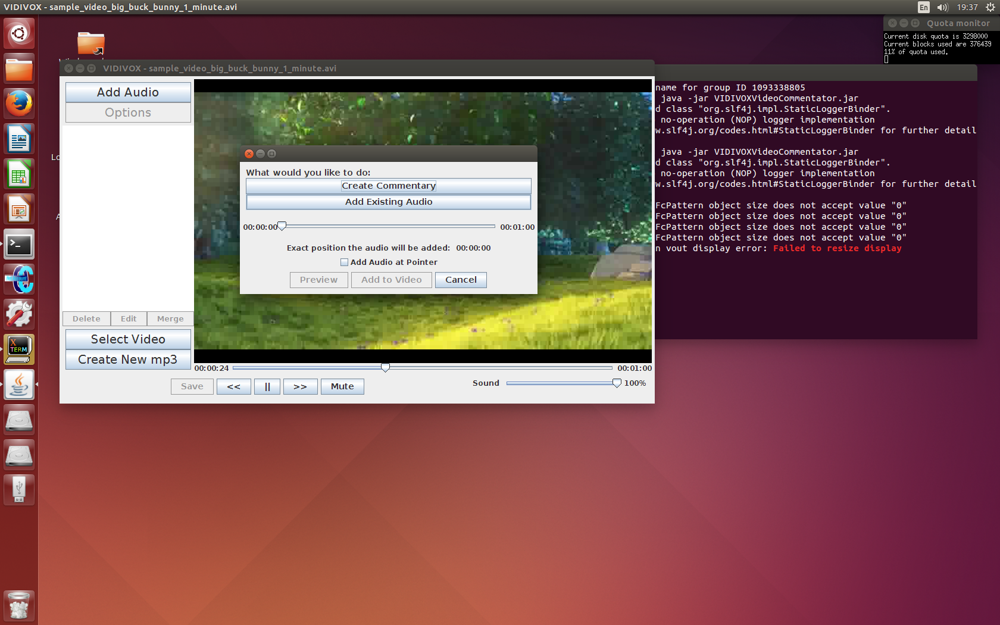 VIDIVOX - sample_video_big_buck_bunny_1_minute.avi
En
19:37
Quota monitor
Current disk quota is 3298000
Current blocks used are 376439
11% of quota used.
VIDIVOX - sample_video_big_buck_bunny_1_minute.avi
Add Audio
Options
name for group ID 1093338805
java -jar VIDIVOXVideoCommentator.jar
d class "org.slf4j.impl.StaticLoggerBinder".
no-operation (NOP) logger implementation
w.slf4j.org/codes.html#StaticLoggerBinder for further detail
java -jar VIDIVOXVideoCommentator.jar
d class "org.slf4j.impl.StaticLoggerBinder".
no-operation (NOP) logger implementation
w.slf4j.org/codes.html#StaticLoggerBinder for further detail
FcPattern object size does not accept value "0"
FcPattern object size does not accept value "0"
FcPattern object size does not accept value "0"
FcPattern object size does not accept value "0"
n vout display error: Failed to resize display
Lo
A
What would you like to do:
Create Commentary
Add Existing Audio
00:00:00
00:01:00
Exact position the audio will be added: 00:00:00
Add Audio at Pointer
Preview
Add to Video
Cancel
Delete
Edit
Merge
Select Video
Create New mp3
00:00:24
00:01:00
Save
<<
||
>>
Mute
Sound
100%
X
TERM